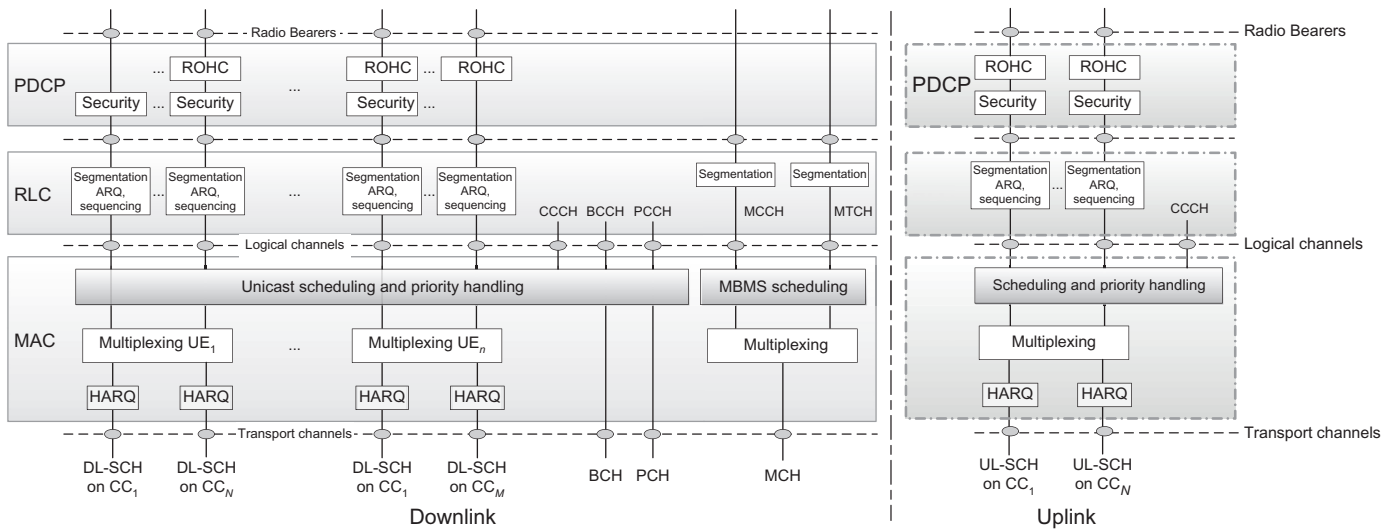 Radio Bearers
Radio Bearers
PDCP
... ROHC ROHC ... ROHC
PDCP
ROHC ROHC
...
Security ... Security Security ...
Security Security
RLC
Segmentation ARQ, sequencing ... Segmentation ARQ, sequencing ... Segmentation ARQ, sequencing ... Segmentation ARQ, sequencing
Segmentation Segmentation
Segmentation ARQ, sequencing ... Segmentation ARQ, sequencing
CCCH BCCH PCCH MCCH MTCH
CCCH
Logical channels
Logical channels
MAC
Unicast scheduling and priority handling
MBMS scheduling
Scheduling and priority handling
Multiplexing UE1 ... Multiplexing UEn
Multiplexing
Multiplexing
HARQ HARQ HARQ HARQ
HARQ HARQ
Transport channels
Transport channels
DL-SCH on CC1
DL-SCH on CCN
DL-SCH on CC1
DL-SCH on CCM
BCH PCH MCH
UL-SCH on CC1
UL-SCH on CCN
Downlink
Uplink